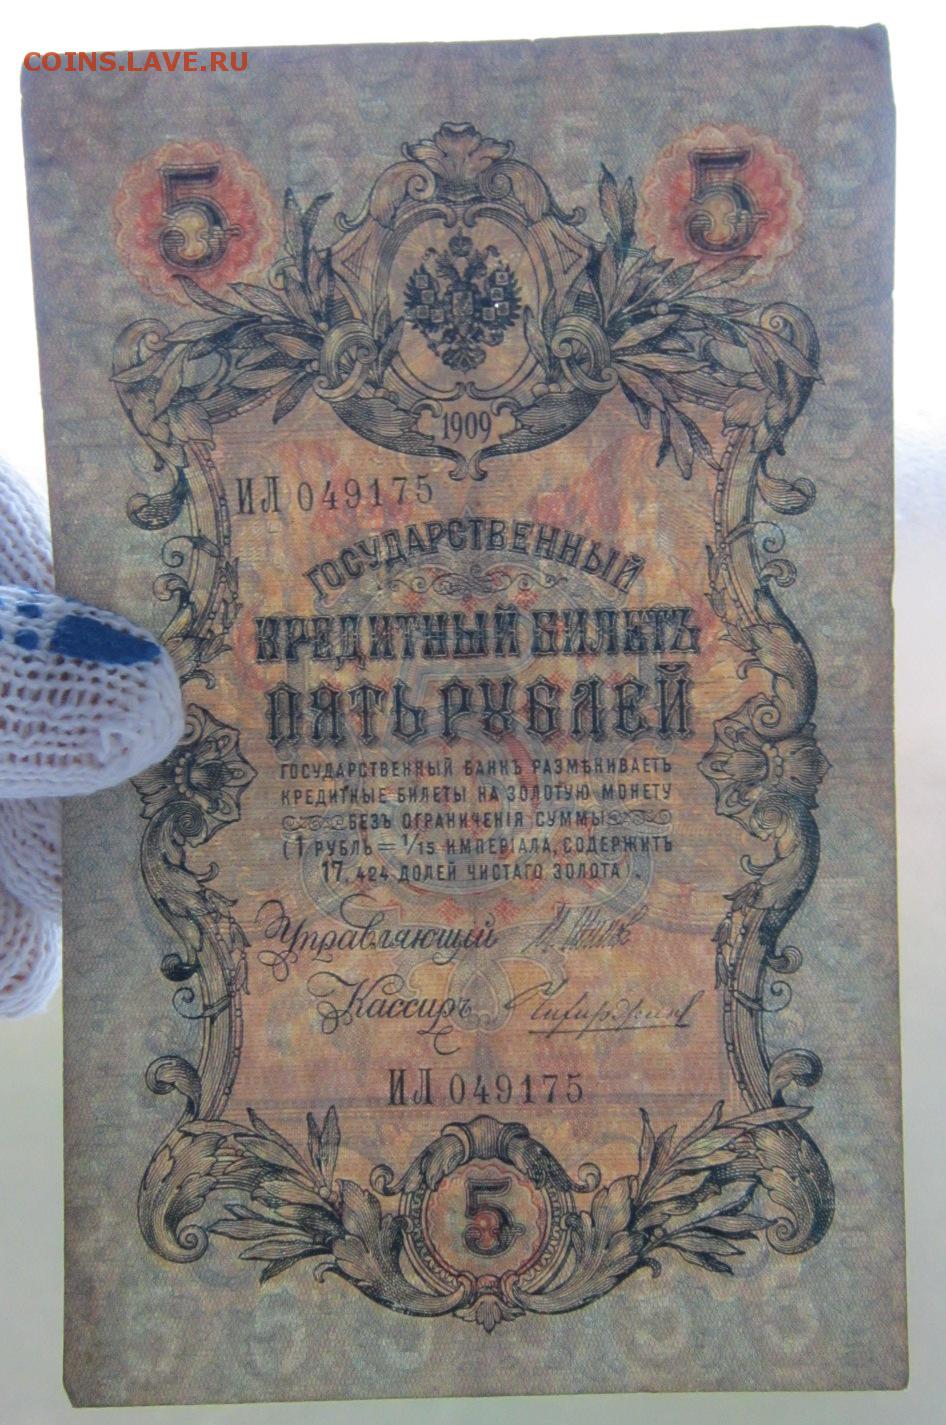 COINS.LAVE.RU
5 5
1909
ИЛ 049175
ГОСУДАРСТВЕННЫЙ
КРЕДИТНЫЙ БИЛЕТЪ
ПЯТЬ РУБЛЕЙ
ГОСУДАРСТВЕННЫЙ БАНКЪ РАЗМѢНИВАЕТЪ
КРЕДИТНЫЕ БИЛЕТЫ НА ЗОЛОТУЮ МОНЕТУ
БЕЗЪ ОГРАНИЧЕНІЯ СУММЫ
(1 РУБЛЬ = 1/15 ИМПЕРІАЛА, СОДЕРЖИТЪ
17,424 ДОЛЕЙ ЧИСТАГО ЗОЛОТА).
Управляющій
Кассиръ
ИЛ 049175
5